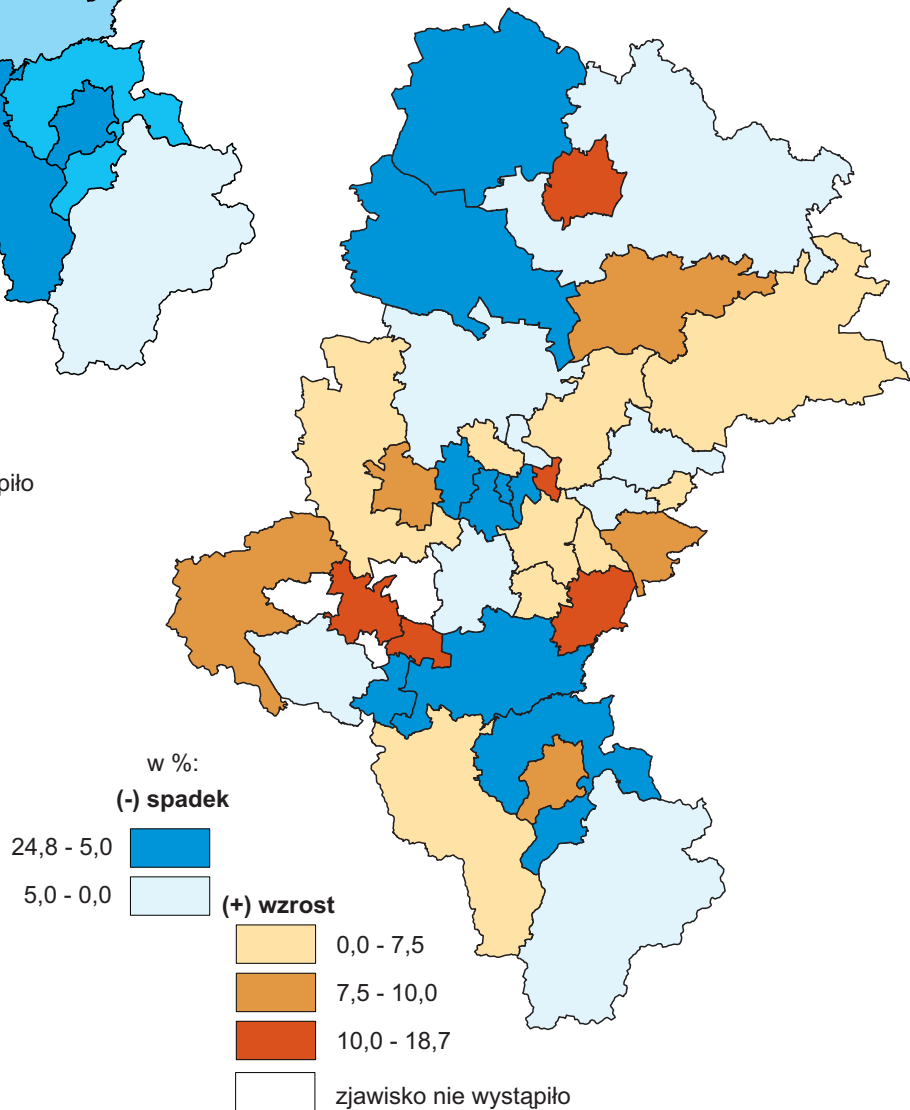 piło
w %:
(-) spadek
24,8 - 5,0
5,0 - 0,0
(+) wzrost
0,0 - 7,5
7,5 - 10,0
10,0 - 18,7
zjawisko nie wystąpiło